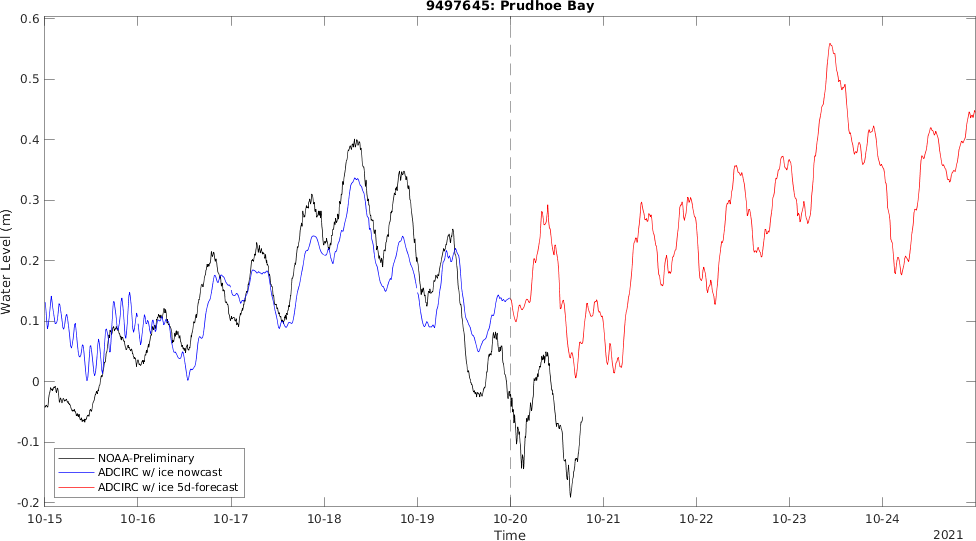 9497645: Prudhoe Bay
0.6
0.5
0.4
0.3
0.2
0.1
0
-0.1
-0.2
Water Level (m)
NOAA-Preliminary
ADCIRC w/ ice nowcast
ADCIRC w/ ice 5d-forecast
10-15 10-16 10-17 10-18 10-19 10-20 10-21 10-22 10-23 10-24
Time
2021